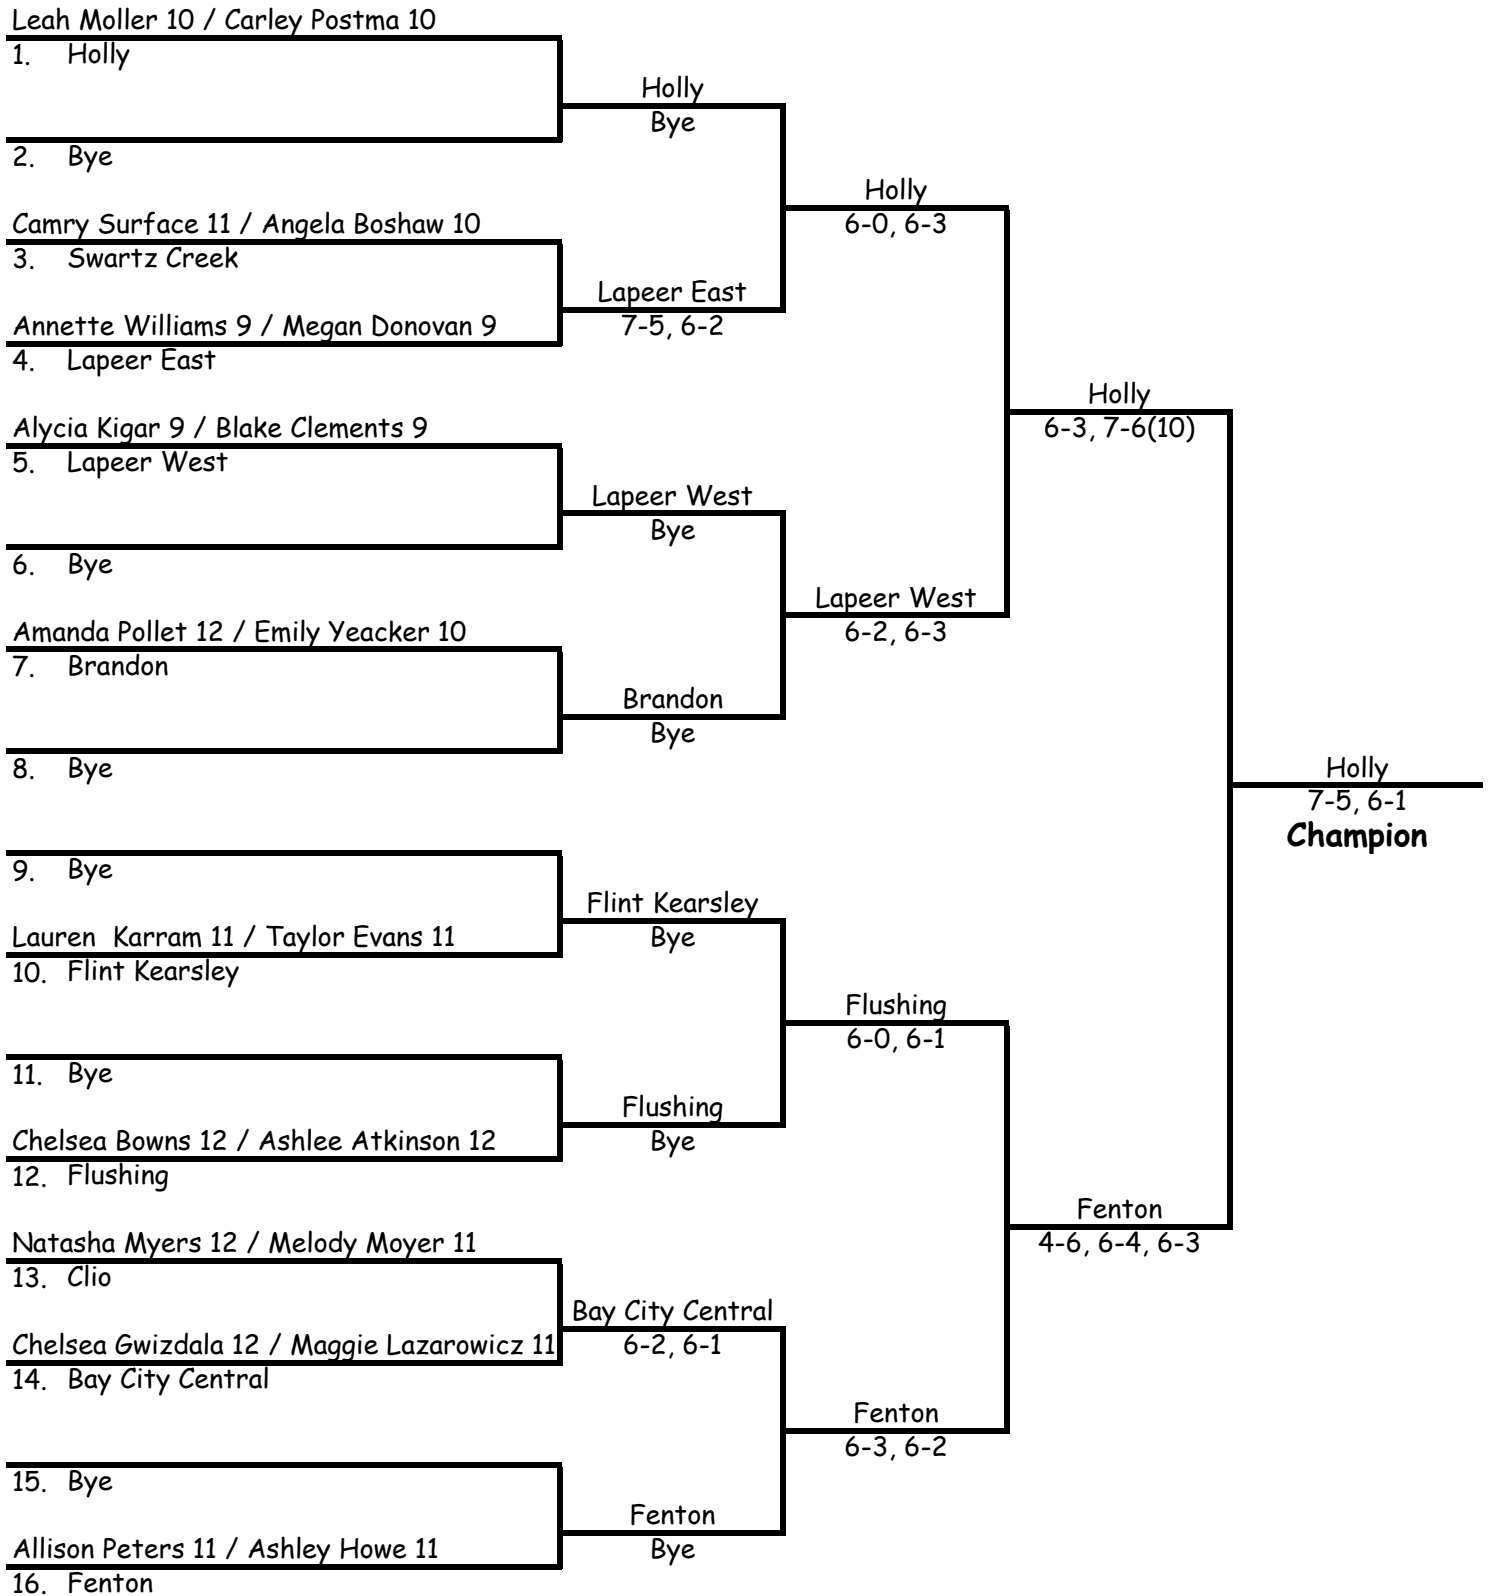 Leah Moller 10 / Carley Postma 10
1. Holly
Holly
Bye
2. Bye
Holly
6-0, 6-3
Camry Surface 11 / Angela Boshaw 10
3. Swartz Creek
Lapeer East
7-5, 6-2
Annette Williams 9 / Megan Donovan 9
4. Lapeer East
Holly
6-3, 7-6(10)
Alycia Kigar 9 / Blake Clements 9
5. Lapeer West
Lapeer West
Bye
6. Bye
Lapeer West
6-2, 6-3
Amanda Pollet 12 / Emily Yeacker 10
7. Brandon
Brandon
Bye
8. Bye
Holly
7-5, 6-1
Champion
9. Bye
Flint Kearsley
Bye
Lauren  Karram 11 / Taylor Evans 11
10. Flint Kearsley
Flushing
6-0, 6-1
11. Bye
Flushing
Bye
Chelsea Bowns 12 / Ashlee Atkinson 12
12. Flushing
Fenton
4-6, 6-4, 6-3
Natasha Myers 12 / Melody Moyer 11
13. Clio
Bay City Central
6-2, 6-1
Chelsea Gwizdala 12 / Maggie Lazarowicz 11
14. Bay City Central
Fenton
6-3, 6-2
15. Bye
Fenton
Bye
Allison Peters 11 / Ashley Howe 11
16. Fenton